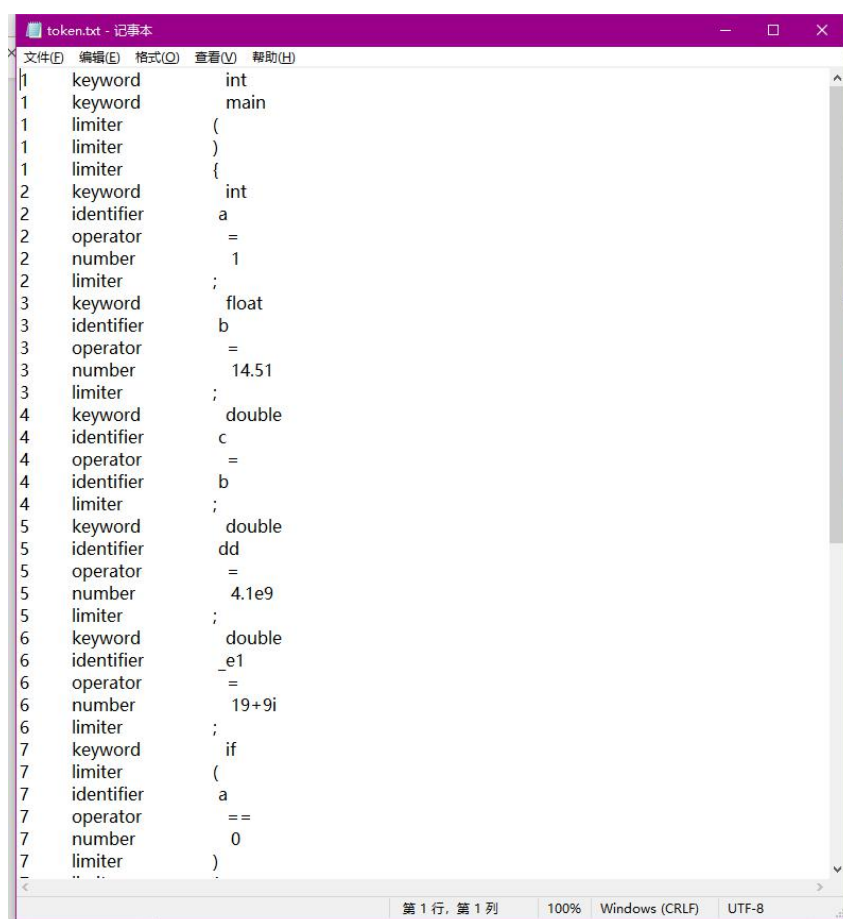 token.txt - 记事本
文件(F) 编辑(E) 格式(O) 查看(V) 帮助(H)
1 keyword int
1 keyword main
1 limiter (
1 limiter )
1 limiter {
2 keyword int
2 identifier a
2 operator =
2 number 1
2 limiter ;
3 keyword float
3 identifier b
3 operator =
3 number 14.51
3 limiter ;
4 keyword double
4 identifier c
4 operator =
4 identifier b
4 limiter ;
5 keyword double
5 identifier dd
5 operator =
5 number 4.1e9
5 limiter ;
6 keyword double
6 identifier _e1
6 operator =
6 number 19+9i
6 limiter ;
7 keyword if
7 limiter (
7 identifier a
7 operator ==
7 number 0
7 limiter )
第 1 行, 第 1 列 100% Windows (CRLF) UTF-8